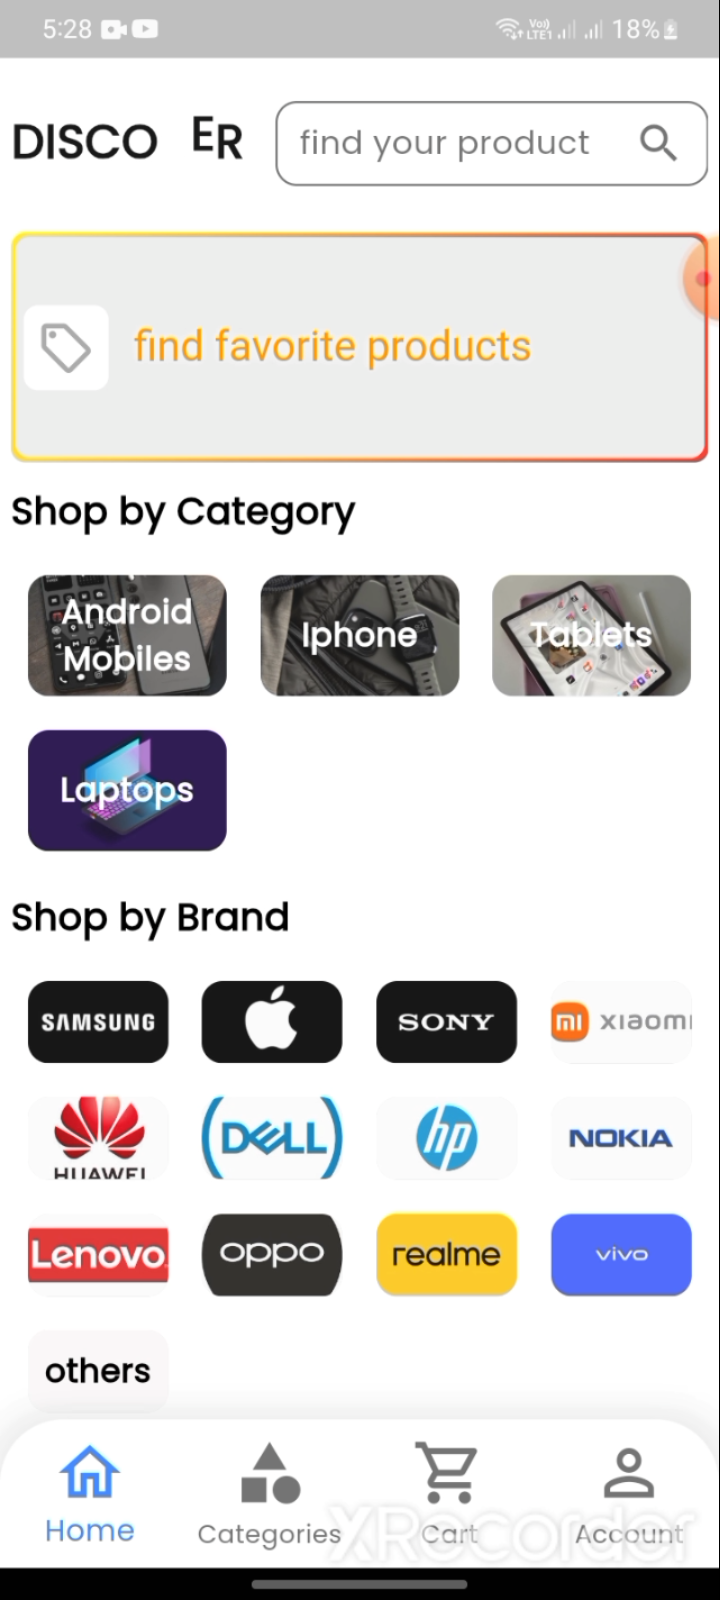 5:28 Vo) LTE1 18%
DISCO ER find your product
find favorite products
Shop by Category
Android
Mobiles
Iphone
Tablets
Laptops
Shop by Brand
SAMSUNG SONY mi xiaomi
HUAWEI DELL hp NOKIA
Lenovo oppo realme vivo
others
Home Categories Cart Account
XRecorder